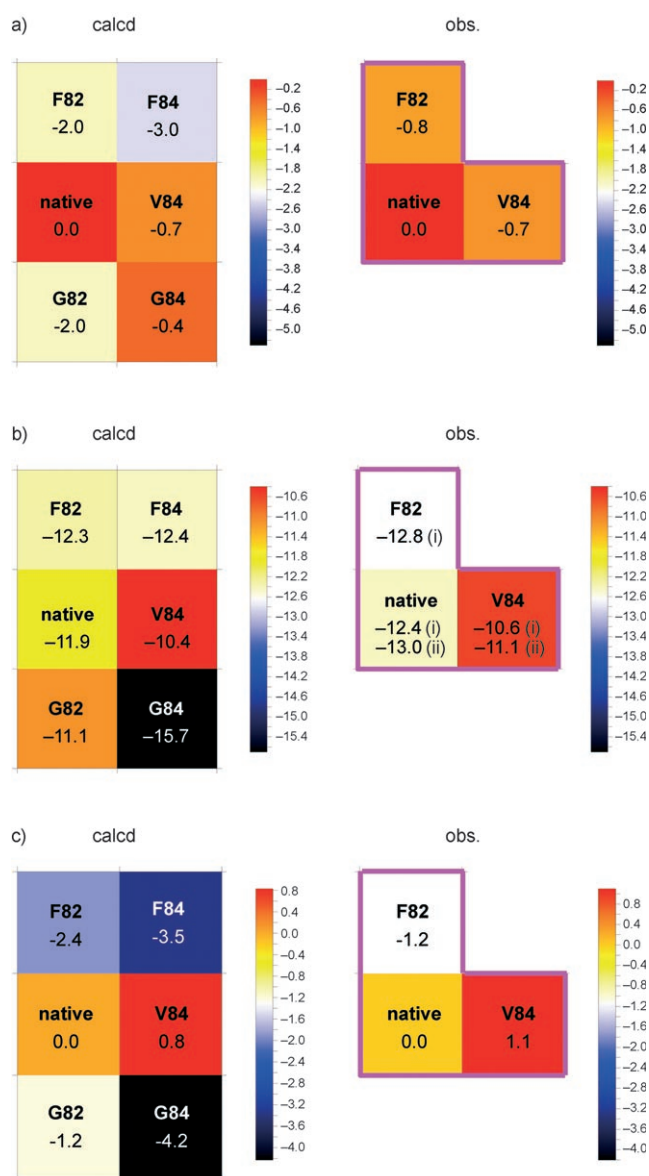 a) calcd obs.
F82
-2.0
F84
-3.0
native
0.0
V84
-0.7
G82
-2.0
G84
-0.4
–0.2
–0.6
–1.0
–1.4
–1.8
–2.2
–2.6
–3.0
–3.4
–3.8
–4.2
–4.6
–5.0
F82
-0.8
native
0.0
V84
-0.7
–0.2
–0.6
–1.0
–1.4
–1.8
–2.2
–2.6
–3.0
–3.4
–3.8
–4.2
–4.6
–5.0
b) calcd obs.
F82
–12.3
F84
–12.4
native
–11.9
V84
–10.4
G82
–11.1
G84
–15.7
–10.6
–11.0
–11.4
–11.8
–12.2
–12.6
–13.0
–13.4
–13.8
–14.2
–14.6
–15.0
–15.4
F82
–12.8 (i)
native
–12.4 (i)
–13.0 (ii)
V84
–10.6 (i)
–11.1 (ii)
–10.6
–11.0
–11.4
–11.8
–12.2
–12.6
–13.0
–13.4
–13.8
–14.2
–14.6
–15.0
–15.4
c) calcd obs.
F82
-2.4
F84
-3.5
native
0.0
V84
0.8
G82
-1.2
G84
-4.2
0.8
0.4
0.0
–0.4
–0.8
–1.2
–1.6
–2.0
–2.4
–2.8
–3.2
–3.6
–4.0
F82
-1.2
native
0.0
V84
1.1
0.8
0.4
0.0
–0.4
–0.8
–1.2
–1.6
–2.0
–2.4
–2.8
–3.2
–3.6
–4.0